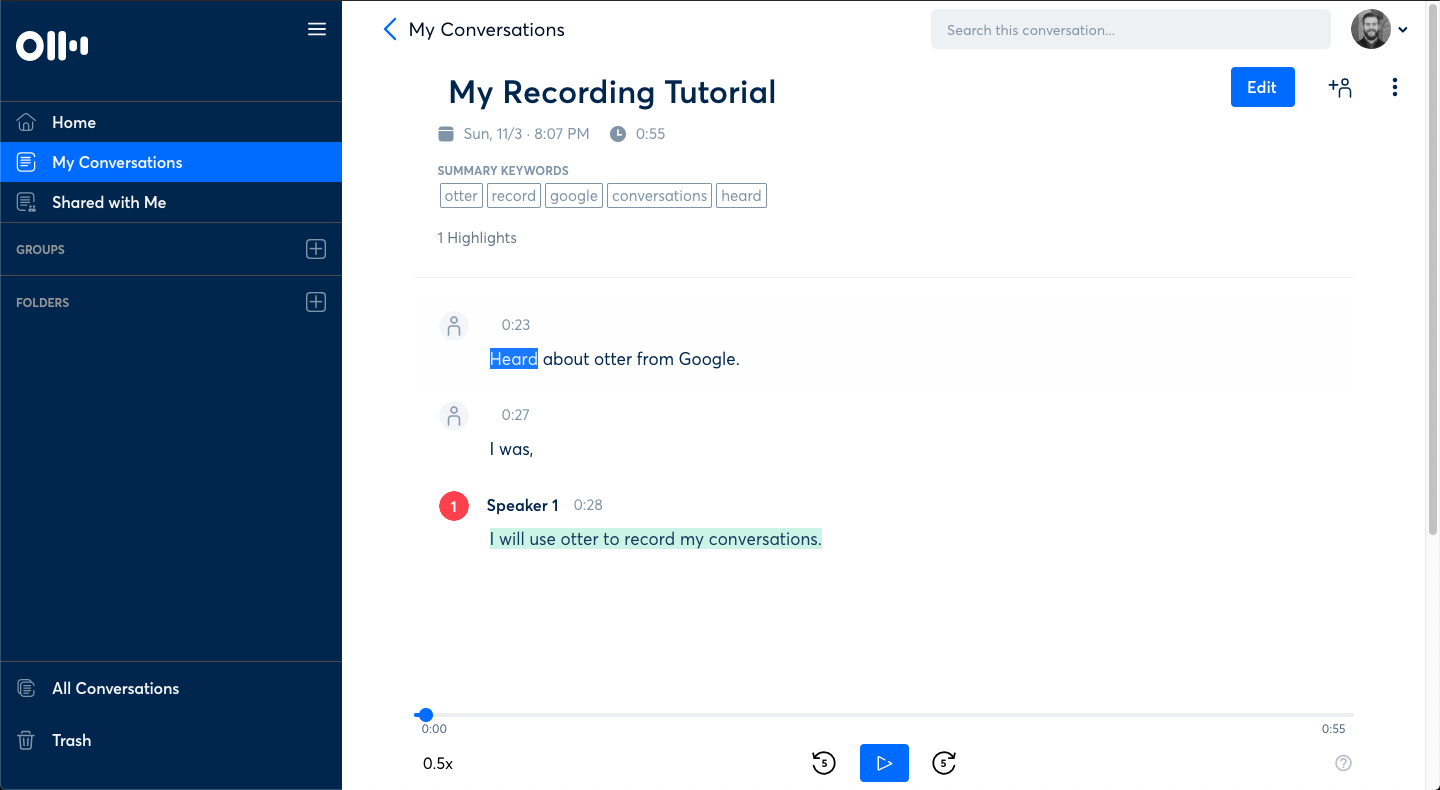 My Conversations
Search this conversation...
My Recording Tutorial
Edit
Sun, 11/3 · 8:07 PM 0:55
SUMMARY KEYWORDS
otter record google conversations heard
1 Highlights
Home
My Conversations
Shared with Me
GROUPS
FOLDERS
All Conversations
Trash
0:23
Heard about otter from Google.
0:27
I was,
1 Speaker 1 0:28
I will use otter to record my conversations.
0:00 0:55
0.5x 5 5 ?